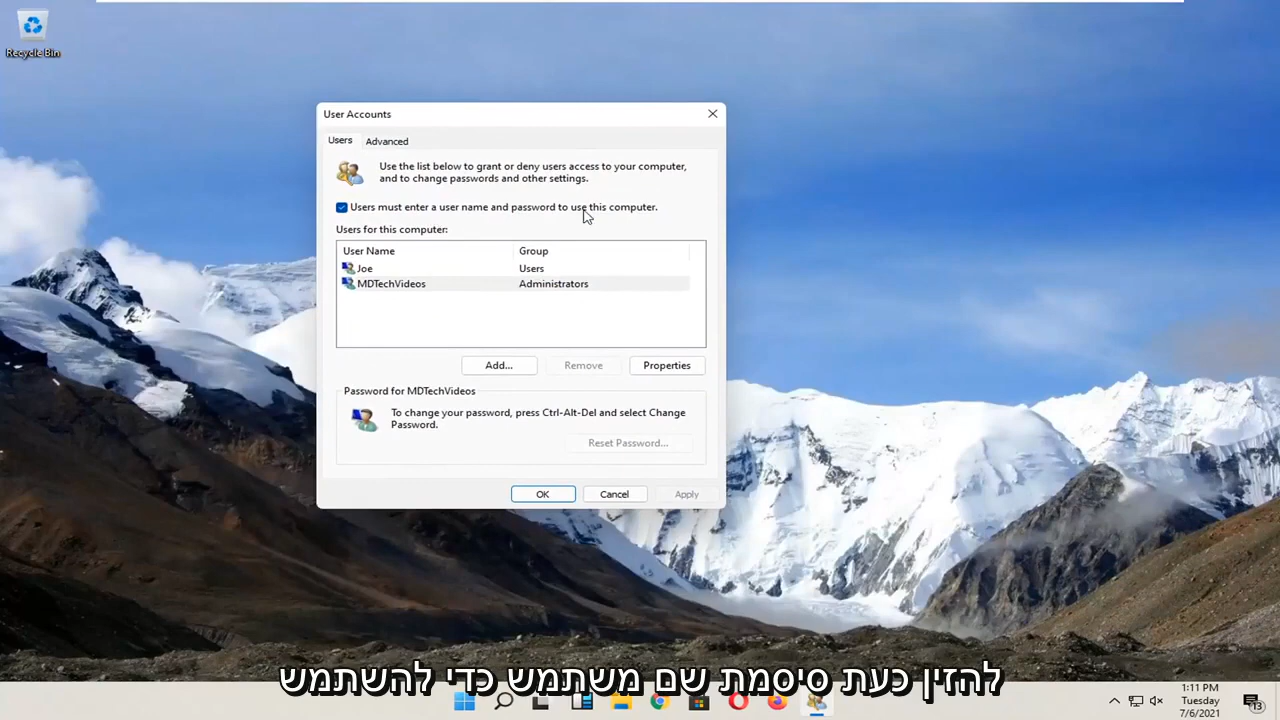 Recycle Bin
User Accounts
Users
Advanced
Use the list below to grant or deny users access to your computer,
and to change passwords and other settings.
Users must enter a user name and password to use this computer.
Users for this computer:
User Name Group
Joe Users
MDTechVideos Administrators
Add... Remove Properties
Password for MDTechVideos
To change your password, press Ctrl-Alt-Del and select Change
Password.
Reset Password...
OK Cancel Apply
להזין כעת סיסמת שם משתמש כדי להשתמש
1:11 PM
Tuesday
7/6/2021
13